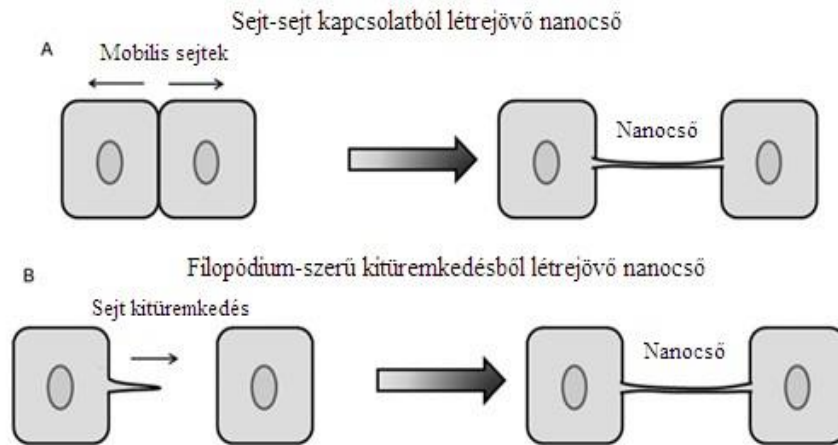 Sejt-sejt kapcsolatból létrejövő nanocső
A
Mobilis sejtek
Nanocső
B
Filopódium-szerű kitüremkedésből létrejövő nanocső
Sejt kitüremkedés
Nanocső